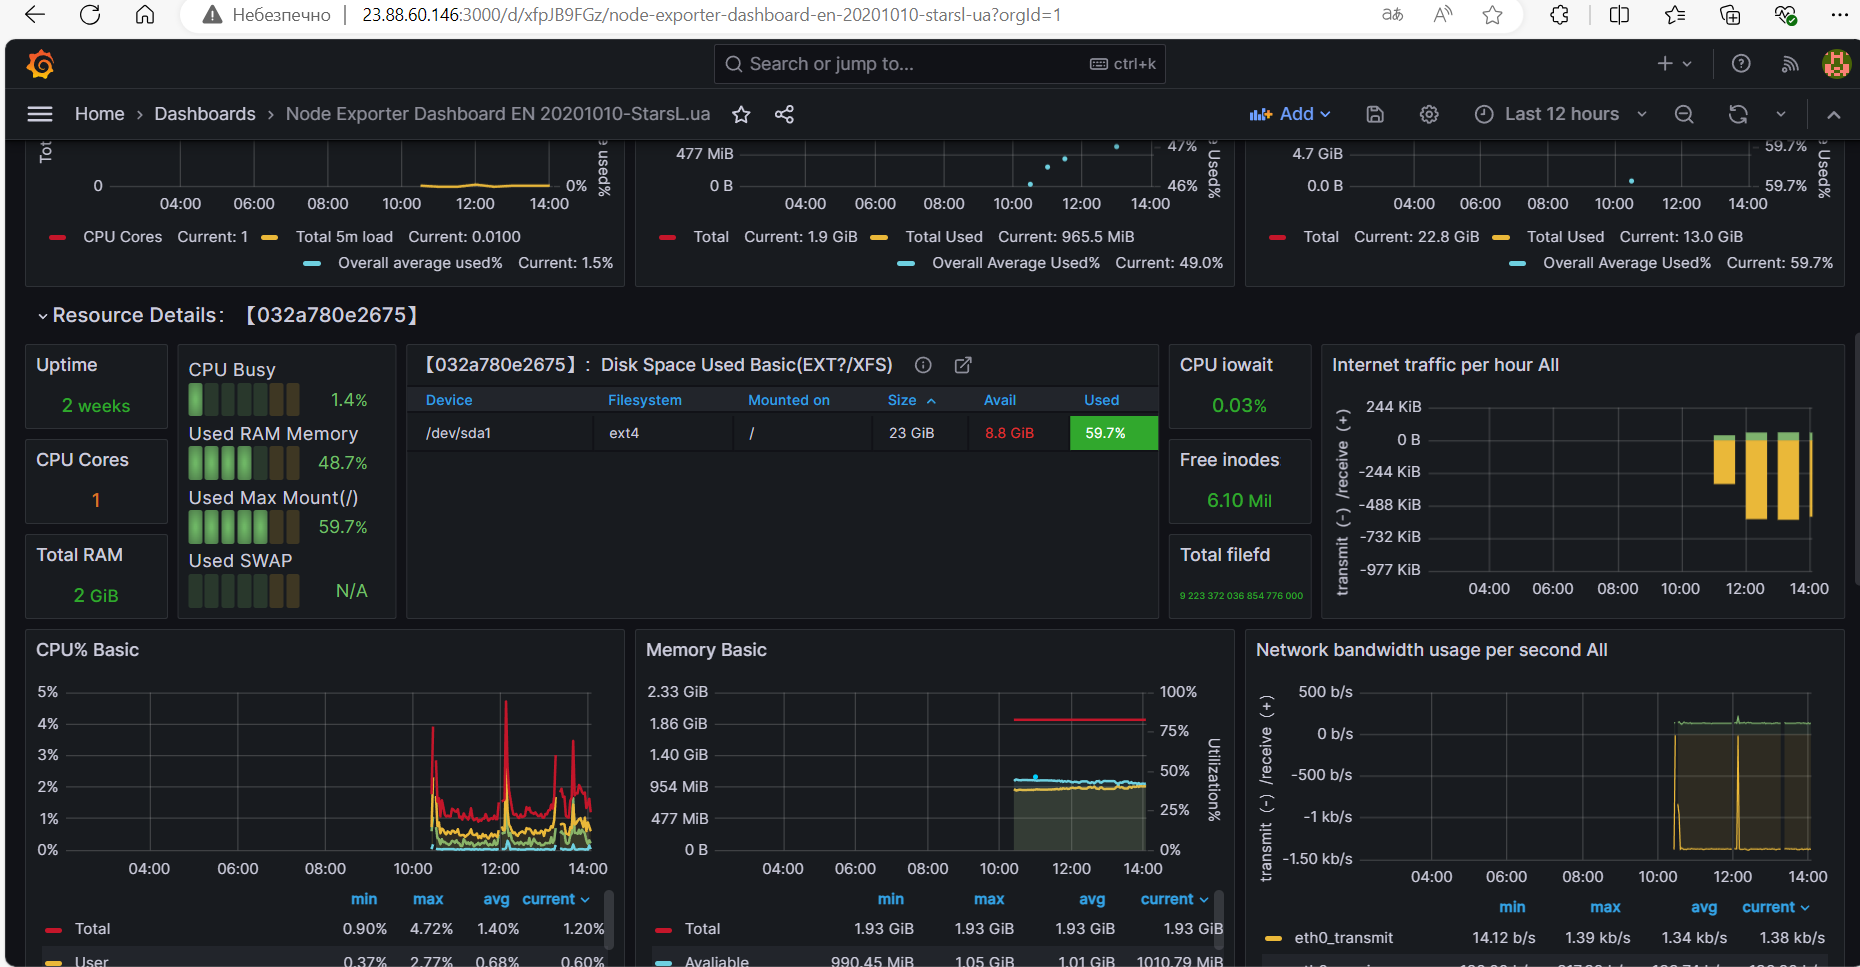 Небезпечно 23.88.60.146:3000/d/xfpJB9FGz/node-exporter-dashboard-en-20201010-starsl-ua?orgId=1
Search or jump to... ctrl+k
Home › Dashboards › Node Exporter Dashboard EN 20201010-StarsL.ua Add Last 12 hours
Tot
0
0%
e used%
04:00 06:00 08:00 10:00 12:00 14:00
CPU Cores Current: 1 Total 5m load Current: 0.0100
Overall average used% Current: 1.5%
477 MiB
0 B
47%
46%
e Used%
04:00 06:00 08:00 10:00 12:00 14:00
Total Current: 1.9 GiB Total Used Current: 965.5 MiB
Overall Average Used% Current: 49.0%
4.7 GiB
0.0 B
59.7%
59.7%
e Used%
04:00 06:00 08:00 10:00 12:00 14:00
Total Current: 22.8 GiB Total Used Current: 13.0 GiB
Overall Average Used% Current: 59.7%
Resource Details：【032a780e2675】
Uptime
2 weeks
CPU Cores
1
Total RAM
2 GiB
CPU Busy
1.4%
Used RAM Memory
48.7%
Used Max Mount(/)
59.7%
Used SWAP
N/A
【032a780e2675】：Disk Space Used Basic(EXT?/XFS)
Device Filesystem Mounted on Size Avail Used
/dev/sda1 ext4 / 23 GiB 8.8 GiB 59.7%
CPU iowait
0.03%
Free inodes
6.10 Mil
Total filefd
9 223 372 036 854 776 000
Internet traffic per hour All
transmit（-）/receive（+）
244 KiB
0 B
-244 KiB
-488 KiB
-732 KiB
-977 KiB
04:00 06:00 08:00 10:00 12:00 14:00
CPU% Basic
5%
4%
3%
2%
1%
0%
04:00 06:00 08:00 10:00 12:00 14:00
min max avg current
Total 0.90% 4.72% 1.40% 1.20%
User 0.37% 2.77% 0.68% 0.60%
Memory Basic
2.33 GiB
1.86 GiB
1.40 GiB
954 MiB
477 MiB
0 B
100%
75%
50%
25%
0%
Utilization%
04:00 06:00 08:00 10:00 12:00 14:00
min max avg current
Total 1.93 GiB 1.93 GiB 1.93 GiB 1.93 GiB
Avaliable 990.45 MiB 1.05 GiB 1.01 GiB 1010.79 MiB
Network bandwidth usage per second All
transmit（-）/receive（+）
500 b/s
0 b/s
-500 b/s
-1 kb/s
-1.50 kb/s
04:00 06:00 08:00 10:00 12:00 14:00
min max avg current
eth0_transmit 14.12 b/s 1.39 kb/s 1.34 kb/s 1.38 kb/s